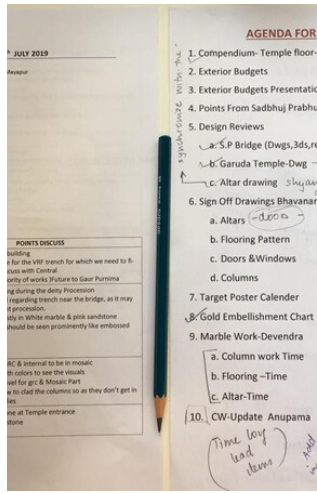 JULY 2019
Mayapur
POINTS DISCUSS
building
e for the VRF trench for which we need to fi-
cuss with Central
ority of works )Future to Gaur Purnima
ng during the deity Procession
regarding trench near the bridge, as it may
t procession.
stly in White marble & pink sandstone
should be seen prominently like embossed
RC & internal to be in mosaic
th colors to see the visuals
vel for grc & Mosaic Part
w to clad the columns so as they don't get in
ies
ne at Temple entrance
stone
AGENDA FOR
1. Compendium- Temple floor-
2. Exterior Budgets
3. Exterior Budgets Presentatic
4. Points From Sadbhuj Prabhu
5. Design Reviews
a. S.P Bridge (Dwgs,3ds,re
b. Garuda Temple-Dwg -
c. Altar drawing shyam
synchronize with the
6. Sign Off Drawings Bhavanar
a. Altars -door-
b. Flooring Pattern
c. Doors &Windows
d. Columns
7. Target Poster Calender
8. Gold Embellishment Chart
9. Marble Work-Devendra
a. Column work Time
b. Flooring –Time
c. Altar-Time
10. CW-Update Anupama
Time
lead
items
Add